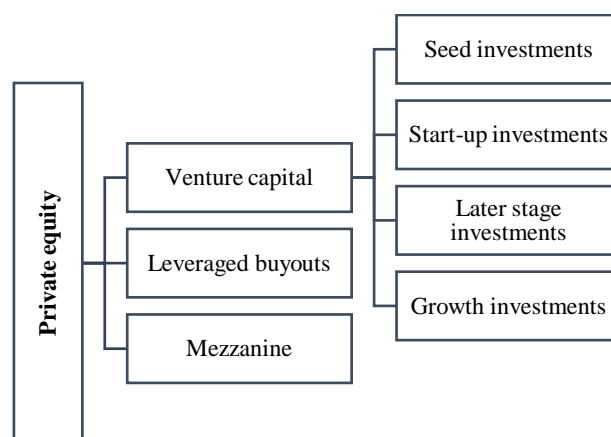 Private equity
Venture capital
Leveraged buyouts
Mezzanine
Seed investments
Start-up investments
Later stage
investments
Growth investments